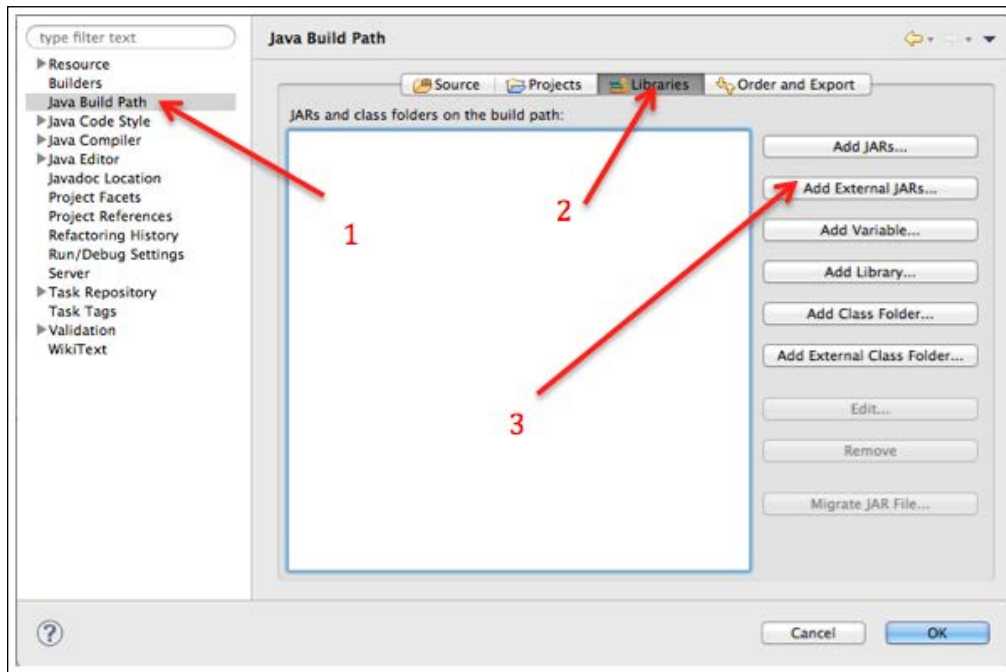 type filter text
Resource
Builders
Java Build Path
Java Code Style
Java Compiler
Java Editor
Javadoc Location
Project Facets
Project References
Refactoring History
Run/Debug Settings
Server
Task Repository
Task Tags
Validation
WikiText
Java Build Path
Source Projects Libraries Order and Export
JARs and class folders on the build path:
Add JARs...
Add External JARs...
Add Variable...
Add Library...
Add Class Folder...
Add External Class Folder...
Edit...
Remove
Migrate JAR File...
1
2
3
?
Cancel OK